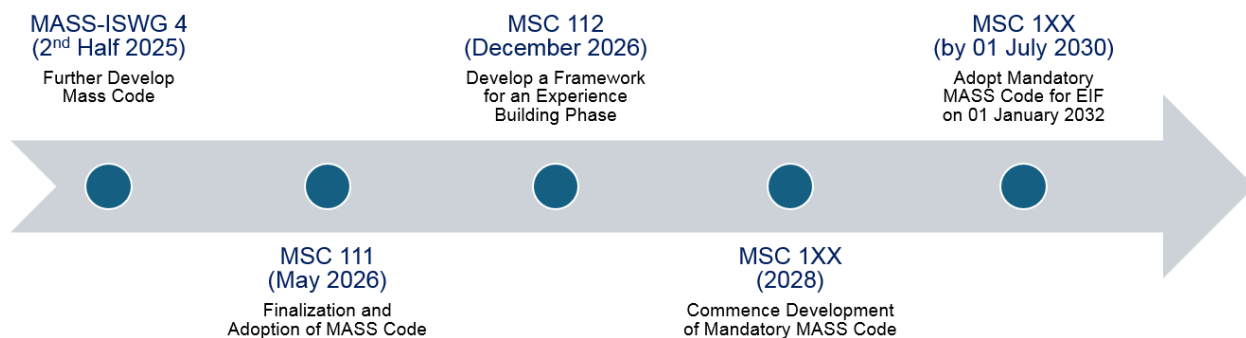 MASS-ISWG 4
(2nd Half 2025)
Further Develop
Mass Code
MSC 111
(May 2026)
Finalization and
Adoption of MASS Code
MSC 112
(December 2026)
Develop a Framework
for an Experience
Building Phase
MSC 1XX
(2028)
Commence Development
of Mandatory MASS Code
MSC 1XX
(by 01 July 2030)
Adopt Mandatory
MASS Code for EIF
on 01 January 2032